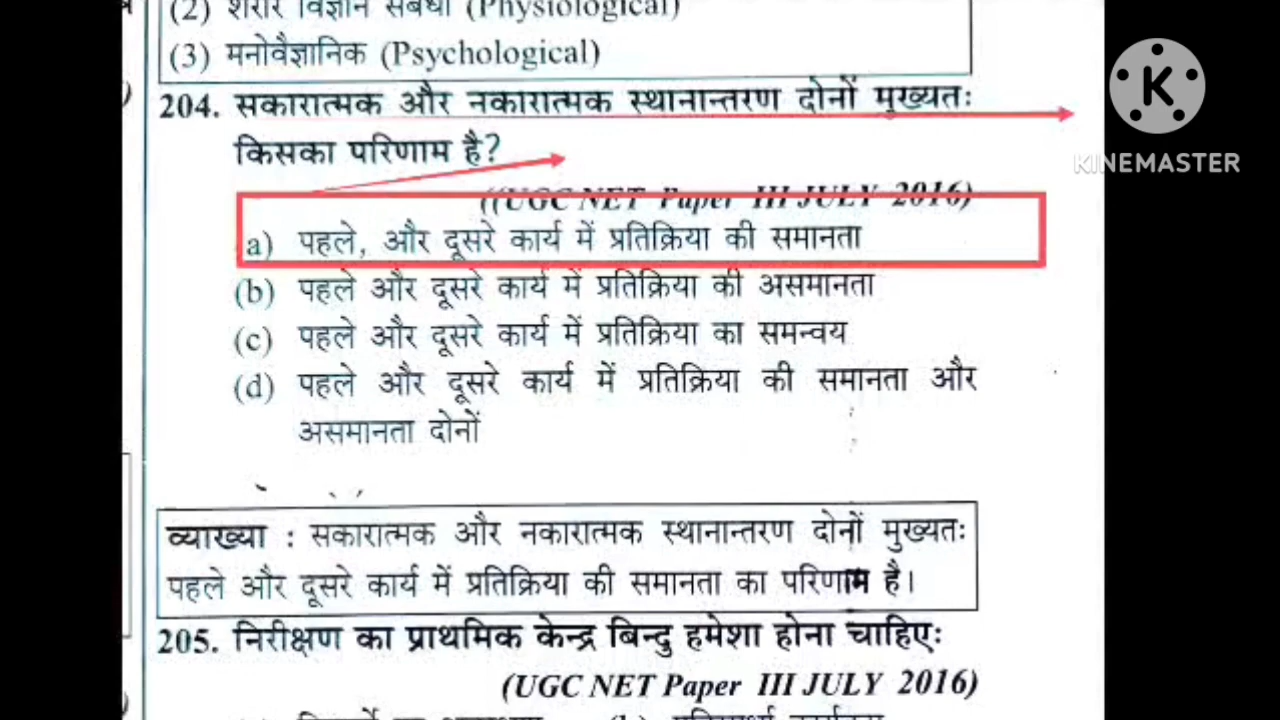 (2) शरीर विज्ञान संबंधी (Physiological)
(3) मनोवैज्ञानिक (Psychological)
204. सकारात्मक और नकारात्मक स्थानान्तरण दोनों मुख्यतः
किसका परिणाम है?
((UGC NET Paper III JULY 2016)
a) पहले, और दूसरे कार्य में प्रतिक्रिया की समानता
(b) पहले और दूसरे कार्य में प्रतिक्रिया की असमानता
(c) पहले और दूसरे कार्य में प्रतिक्रिया का समन्वय
(d) पहले और दूसरे कार्य में प्रतिक्रिया की समानता और
असमानता दोनों
व्याख्या : सकारात्मक और नकारात्मक स्थानान्तरण दोनों मुख्यतः
पहले और दूसरे कार्य में प्रतिक्रिया की समानता का परिणाम है।
205. निरीक्षण का प्राथमिक केन्द्र बिन्दु हमेशा होना चाहिएः
(UGC NET Paper III JULY 2016)
K
KINEMASTER